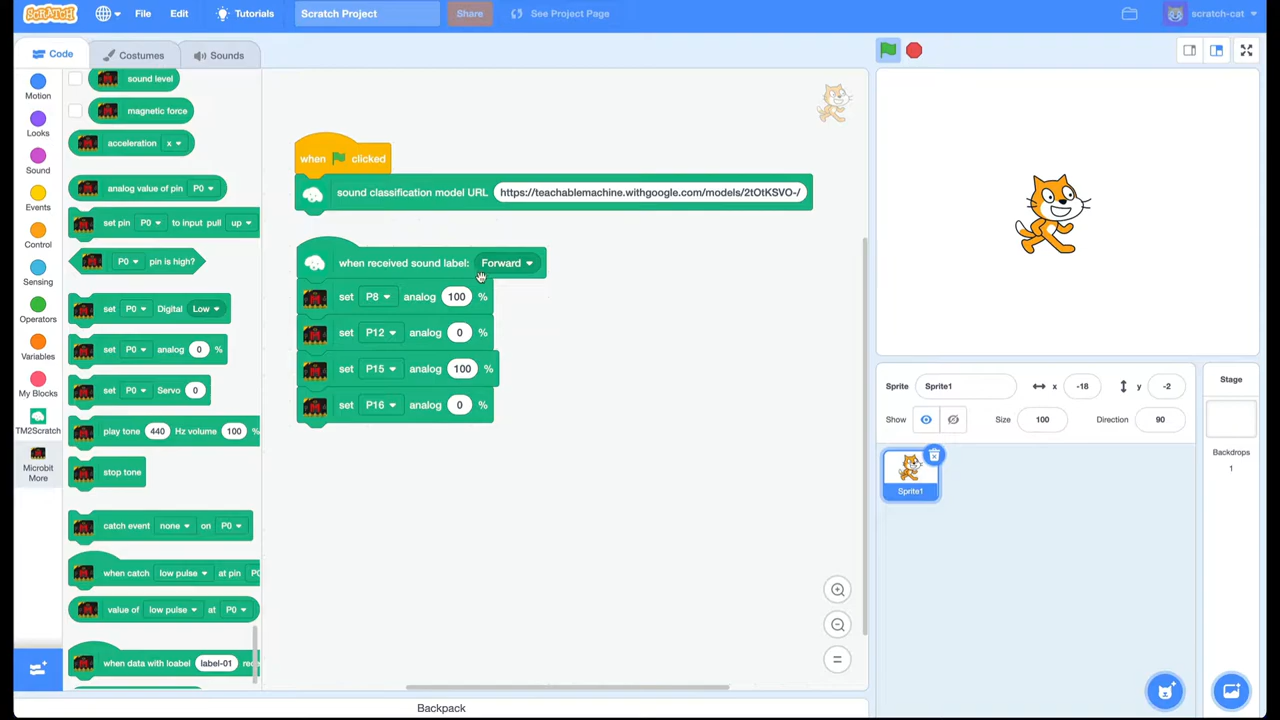 SCRATCH File Edit Tutorials Scratch Project Share See Project Page scratch-cat
Code Costumes Sounds
Motion
Looks
Sound
Events
Control
Sensing
Operators
Variables
My Blocks
TM2Scratch
Microbit
More
sound level
magnetic force
acceleration x
analog value of pin P0
set pin P0 to input pull up
P0 pin is high?
set P0 Digital Low
set P0 analog 0 %
set P0 Servo 0
play tone 440 Hz volume 100 %
stop tone
catch event none on P0
when catch low pulse at pin P0
value of low pulse at P0
when data with loabel label-01 rec
when clicked
sound classification model URL https://teachablemachine.withgoogle.com/models/2tOtKSVO-/
when received sound label: Forward
set P8 analog 100 %
set P12 analog 0 %
set P15 analog 100 %
set P16 analog 0 %
Sprite Sprite1 x -18 y -2
Show Size 100 Direction 90
Sprite1
Stage
Backdrops
1
Backpack